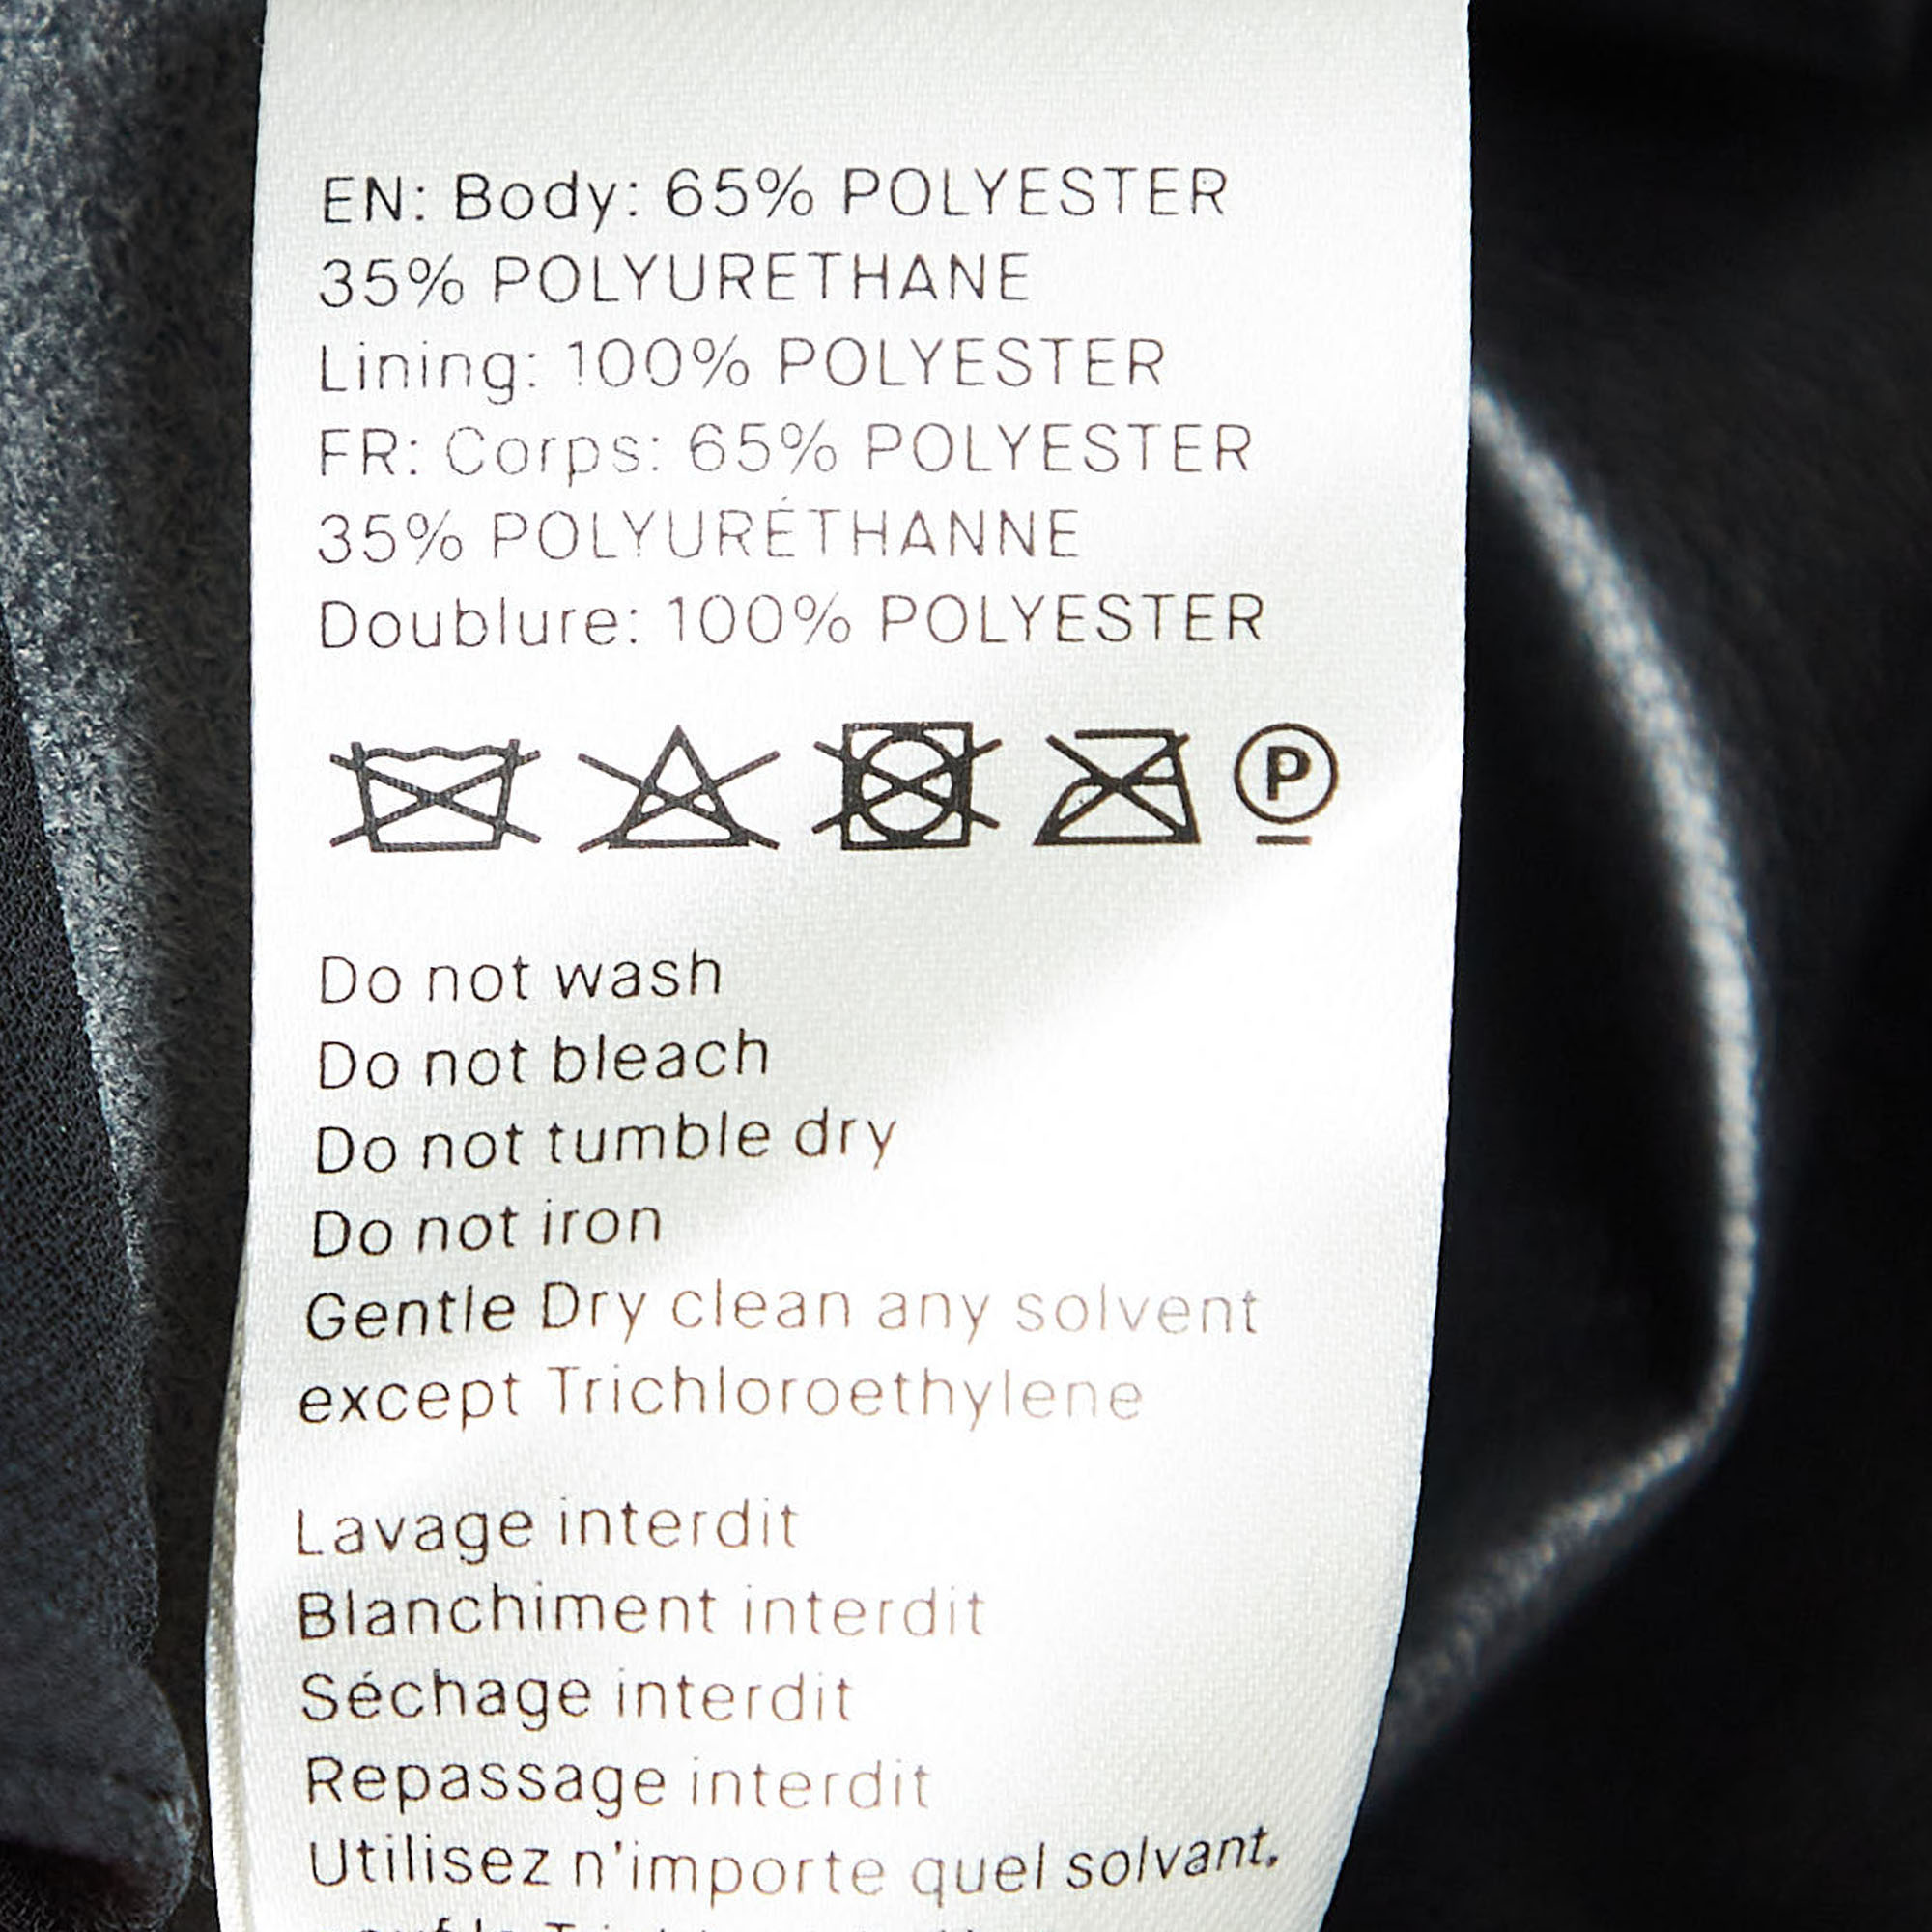 EN: Body: 65% POLYESTER
35% POLYURETHANE
Lining: 100% POLYESTER
FR: Corps: 65% POLYESTER
35% POLYURÉTHANNE
Doublure: 100% POLYESTER
P
Do not wash
Do not bleach
Do not tumble dry
Do not iron
Gentle Dry clean any solvent
except Trichloroethylene
Lavage interdit
Blanchiment interdit
Séchage interdit
Repassage interdit
Utilisez n'importe quel solvant,